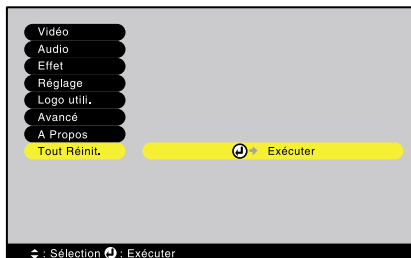 Vidéo
Audio
Effet
Réglage
Logo utili.
Avancé
A Propos
Tout Réinit. Exécuter
: Sélection : Exécuter